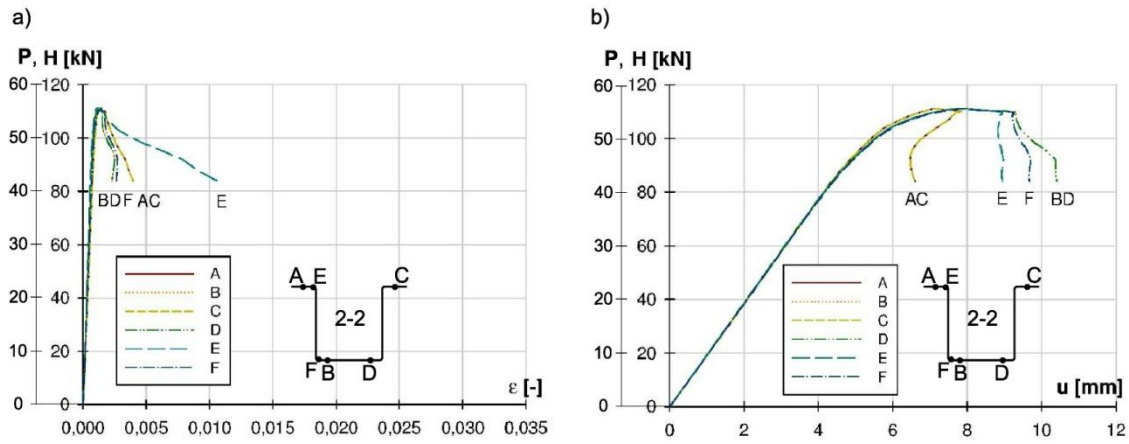 a)
P, H [kN]
60 120
50 100
40 80
30 60
20 40
10 20
0 0
BD F AC E
A
B
C
D
E
F
A E C
2-2
F B D
ε [-]
0,000 0,005 0,010 0,015 0,020 0,025 0,030 0,035
b)
P, H [kN]
60 120
50 100
40 80
30 60
20 40
10 20
0 0
AC E F BD
A
B
C
D
E
F
A E C
2-2
F B D
u [mm]
0 2 4 6 8 10 12